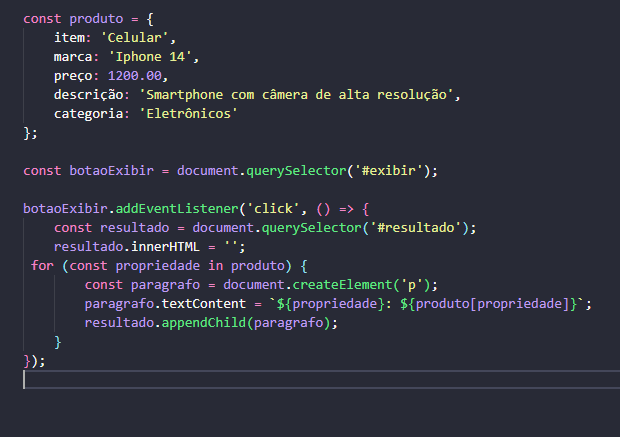 const produto = {
    item: 'Celular',
    marca: 'Iphone 14',
    preço: 1200.00,
    descrição: 'Smartphone com câmera de alta resolução',
    categoria: 'Eletrônicos'
};
const botaoExibir = document.querySelector('#exibir');
botaoExibir.addEventListener('click', () => {
    const resultado = document.querySelector('#resultado');
    resultado.innerHTML = '';
 for (const propriedade in produto) {
        const paragrafo = document.createElement('p');
        paragrafo.textContent = `${propriedade}: ${produto[propriedade]}`;
        resultado.appendChild(paragrafo);
    }
});